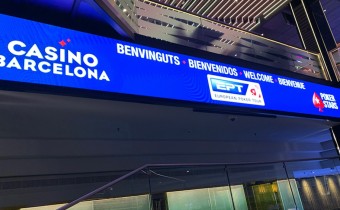 CASINO
BARCELONA
BENVINGUTS • BIENVENIDOS • WELCOME • BIENVENUE
EPT
EUROPEAN POKER TOUR
POKER
STARS